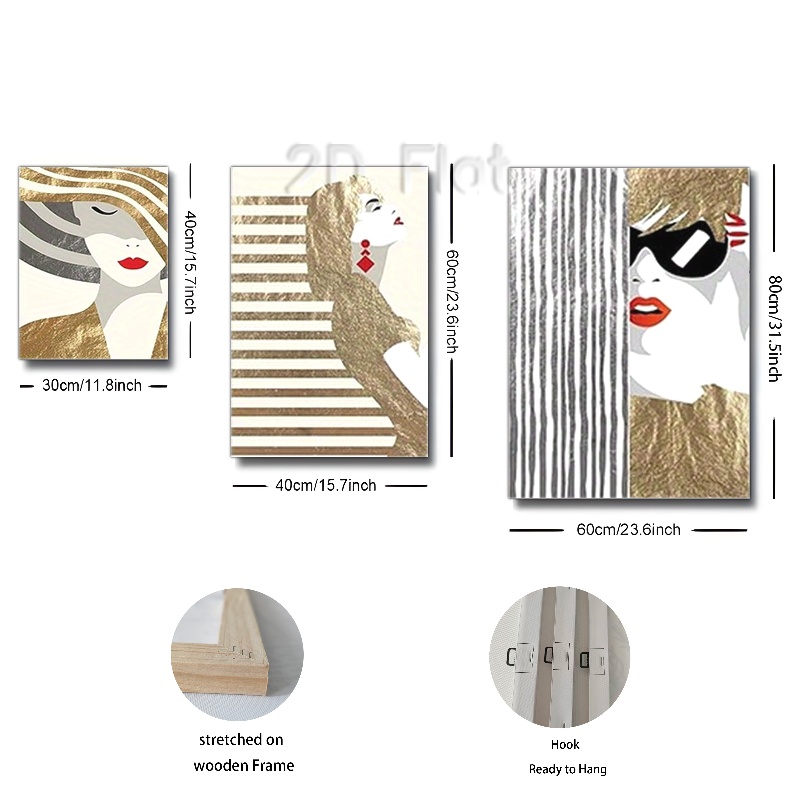 2D Flat
40cm/15.7inch
30cm/11.8inch
60cm/23.6inch
40cm/15.7inch
80cm/31.5inch
60cm/23.6inch
stretched on
wooden Frame
Hook
Ready to Hang